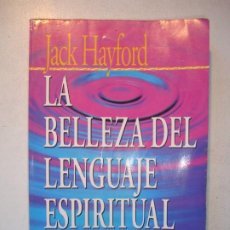 Jack Hayford
LA
BELLEZA DEL
LENGUAJE
ESPIRITUAL